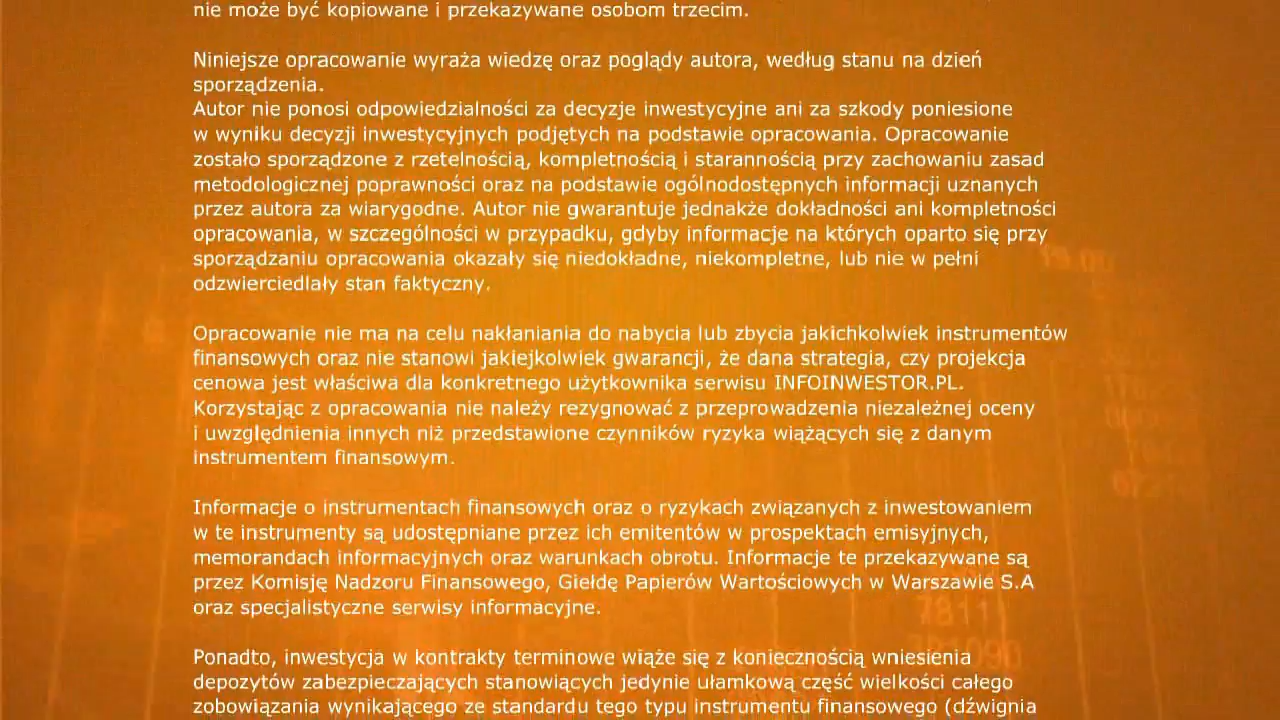 nie może być kopiowane i przekazywane osobom trzecim.
Niniejsze opracowanie wyraża wiedzę oraz poglądy autora, według stanu na dzień
sporządzenia.
Autor nie ponosi odpowiedzialności za decyzje inwestycyjne ani za szkody poniesione
w wyniku decyzji inwestycyjnych podjętych na podstawie opracowania. Opracowanie
zostało sporządzone z rzetelnością, kompletnością i starannością przy zachowaniu zasad
metodologicznej poprawności oraz na podstawie ogólnodostępnych informacji uznanych
przez autora za wiarygodne. Autor nie gwarantuje jednakże dokładności ani kompletności
opracowania, w szczególności w przypadku, gdyby informacje na których oparto się przy
sporządzaniu opracowania okazały się niedokładne, niekompletne, lub nie w pełni
odzwierciedlały stan faktyczny.
Opracowanie nie ma na celu nakłaniania do nabycia lub zbycia jakichkolwiek instrumentów
finansowych oraz nie stanowi jakiejkolwiek gwarancji, że dana strategia, czy projekcja
cenowa jest właściwa dla konkretnego użytkownika serwisu INFOINWESTOR.PL.
Korzystając z opracowania nie należy rezygnować z przeprowadzenia niezależnej oceny
i uwzględnienia innych niż przedstawione czynników ryzyka wiążących się z danym
instrumentem finansowym.
Informacje o instrumentach finansowych oraz o ryzykach związanych z inwestowaniem
w te instrumenty są udostępniane przez ich emitentów w prospektach emisyjnych,
memorandach informacyjnych oraz warunkach obrotu. Informacje te przekazywane są
przez Komisję Nadzoru Finansowego, Giełdę Papierów Wartościowych w Warszawie S.A
oraz specjalistyczne serwisy informacyjne.
Ponadto, inwestycja w kontrakty terminowe wiąże się z koniecznością wniesienia
depozytów zabezpieczających stanowiących jedynie ułamkową część wielkości całego
zobowiązania wynikającego ze standardu tego typu instrumentu finansowego (dźwignia